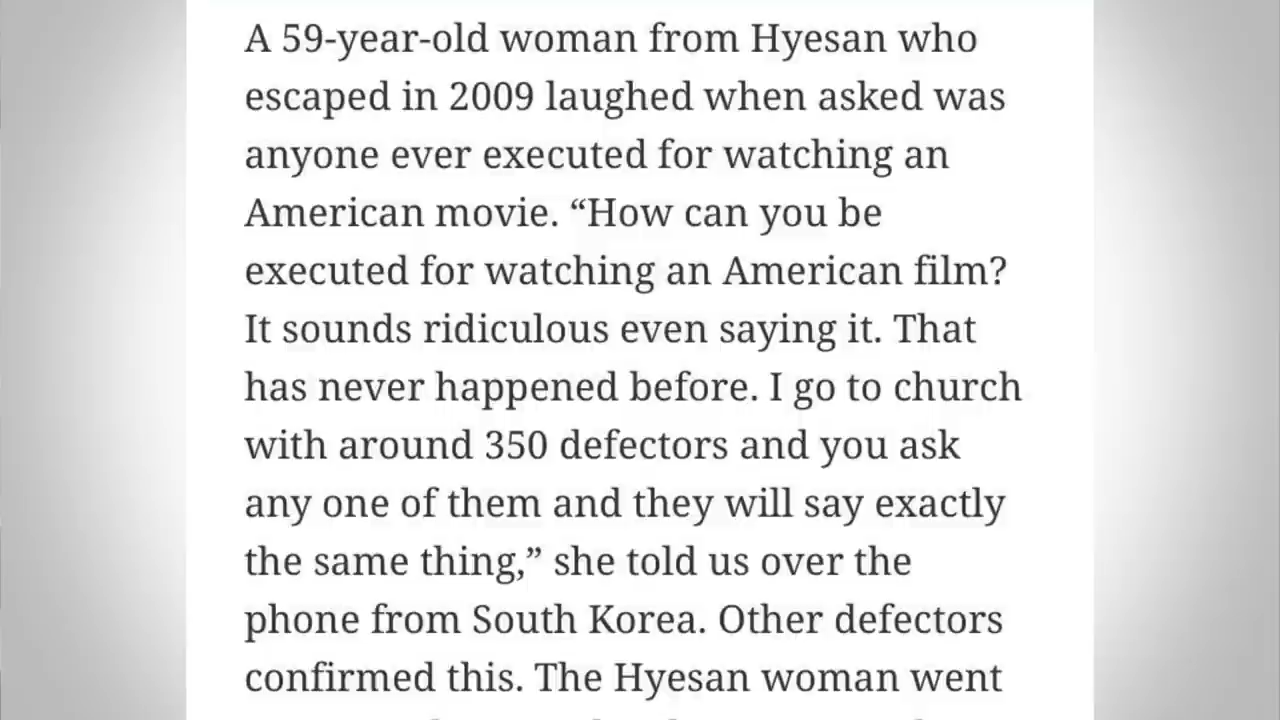 A 59-year-old woman from Hyesan who
escaped in 2009 laughed when asked was
anyone ever executed for watching an
American movie. “How can you be
executed for watching an American film?
It sounds ridiculous even saying it. That
has never happened before. I go to church
with around 350 defectors and you ask
any one of them and they will say exactly
the same thing,” she told us over the
phone from South Korea. Other defectors
confirmed this. The Hyesan woman went